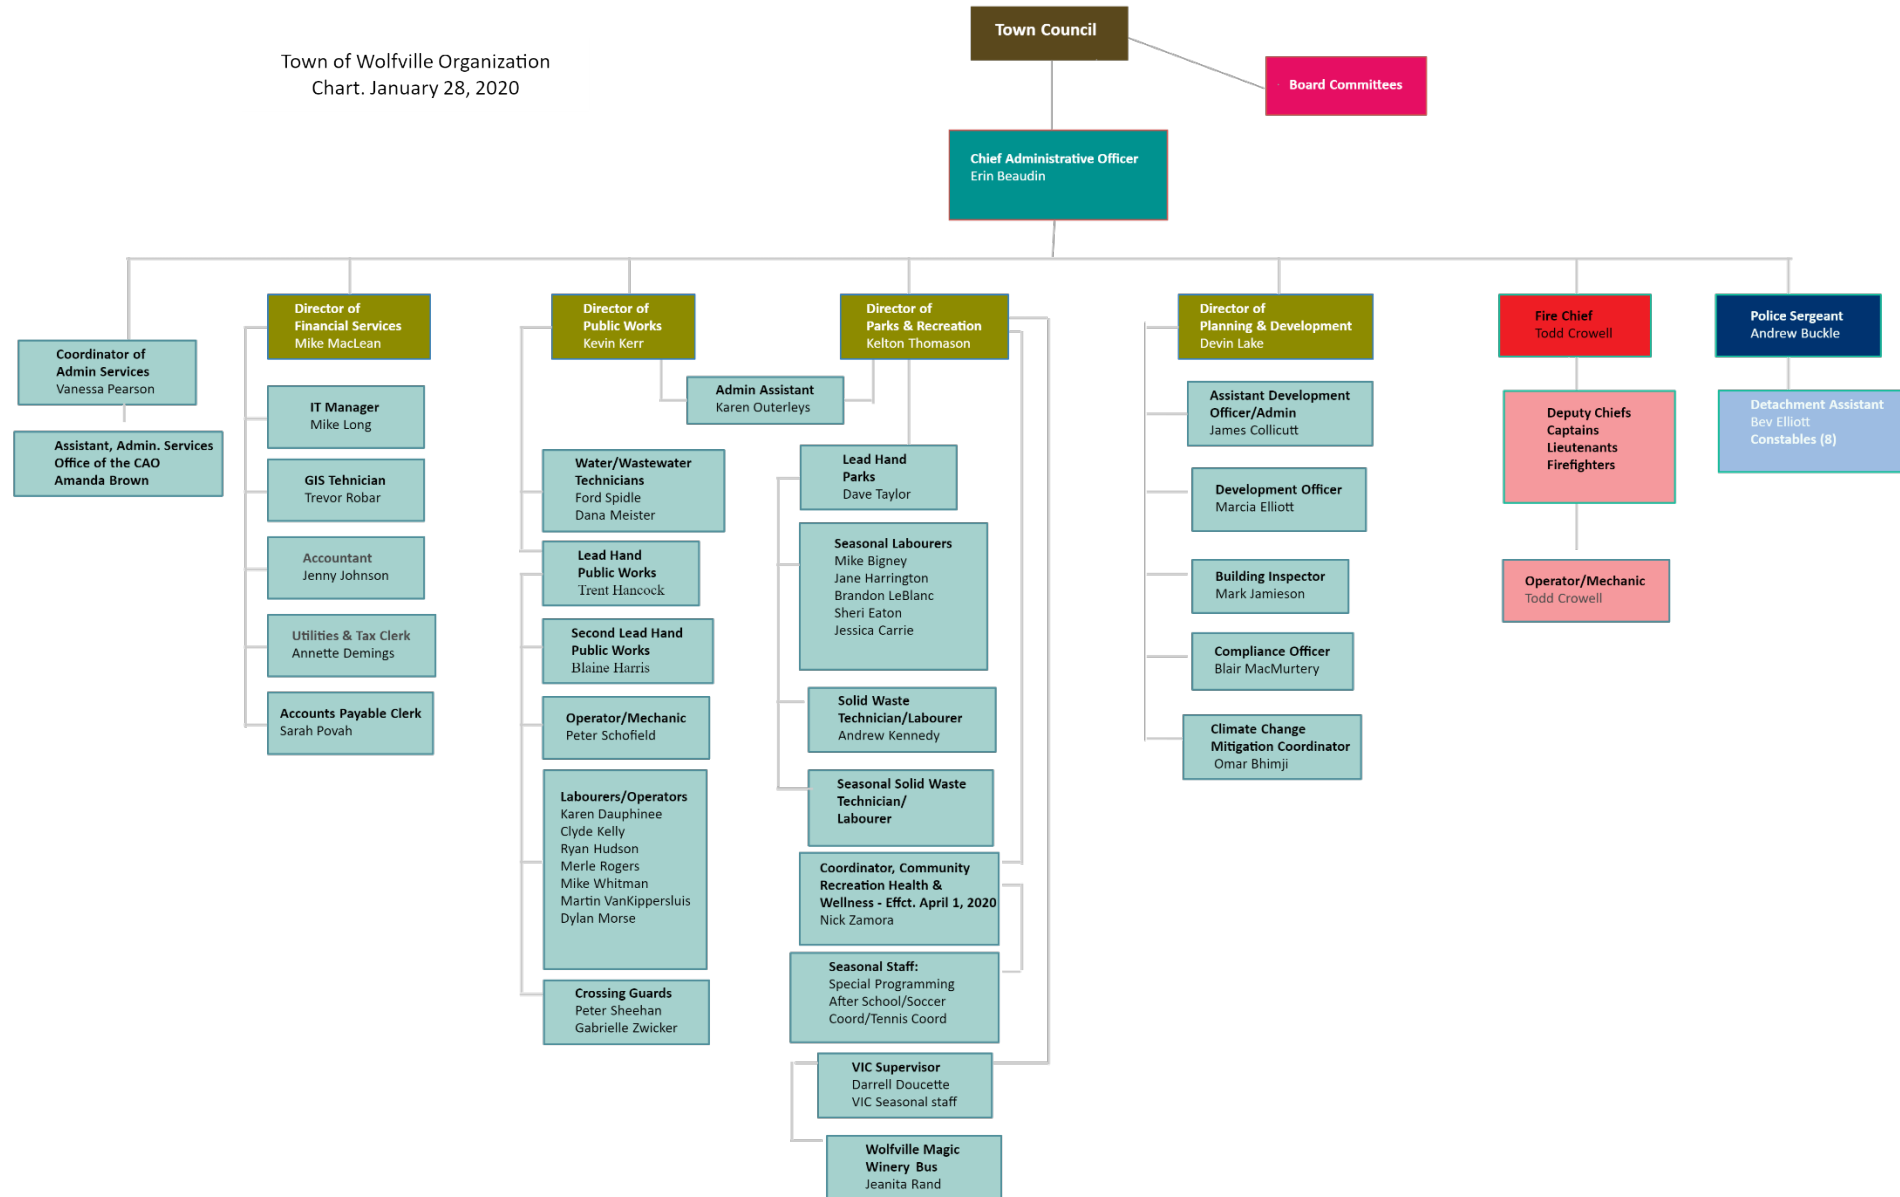 Town of Wolfville Organization
Chart. January 28, 2020
Town Council
Board Committees
Chief Administrative Officer
Erin Beaudin
Coordinator of
Admin Services
Vanessa Pearson
Assistant, Admin. Services
Office of the CAO
Amanda Brown
Director of
Financial Services
Mike MacLean
IT Manager
Mike Long
GIS Tehnician
Trevor Robar
Accountant
Jenny Johnson
Utilities & Tax Clerk
Annette Demings
Accounts Payable Clerk
Sarah Povah
Director of
Public Works
Kevin Kerr
Admin Assistant
Karen Outerleys
Water/Wastewater
Technicians
Ford Spidle
Dana Meister
Lead Hand
Public Works
Trent Hancock
Second Lead Hand
Public Works
Blaine Harris
Operator/Mechanic
Peter Schofield
Labourers/Operators
Karen Dauphinee
Clyde Kelly
Ryan Hudson
Merle Rogers
Mike Whitman
Martin VanKippersluis
Dylan Morse
Crossing Guards
Peter Sheehan
Gabrielle Zwicker
Director of
Parks & Recreation
Kelton Thomason
Lead Hand
Parks
Dave Taylor
Seasonal Labourers
Mike Bigney
Jane Harrington
Brandon LeBlanc
Sheri Eaton
Jessica Carrie
Solid Waste
Technician/Labourer
Andrew Kennedy
Seasonal Solid Waste
Technician/
Labourer
Coordinator, Community
Recreation Health &
Wellness - Effct. April 1, 2020
Nick Zamora
Seasonal Staff:
Special Programming
After School/Soccer
Coord/Tennis Coord
VIC Supervisor
Darrell Doucette
VIC Seasonal staff
Wolfville Magic
Winery Bus
Jeanita Rand
Director of
Planning & Development
Devin Lake
Assistant Development
Officer/Admin
James Collicutt
Development Officer
Marcia Elliott
Building Inspector
Mark Jamieson
Compliance Officer
Blair MacMurtery
Climate Change
Mitigation Coordinator
Omar Bhimji
Fire Chief
Todd Crowell
Deputy Chiefs
Captains
Lieutenants
Firefighters
Operator/Mechanic
Todd Crowell
Police Sergeant
Andrew Buckle
Detachment Assistant
Bev Elliott
Constables (8)